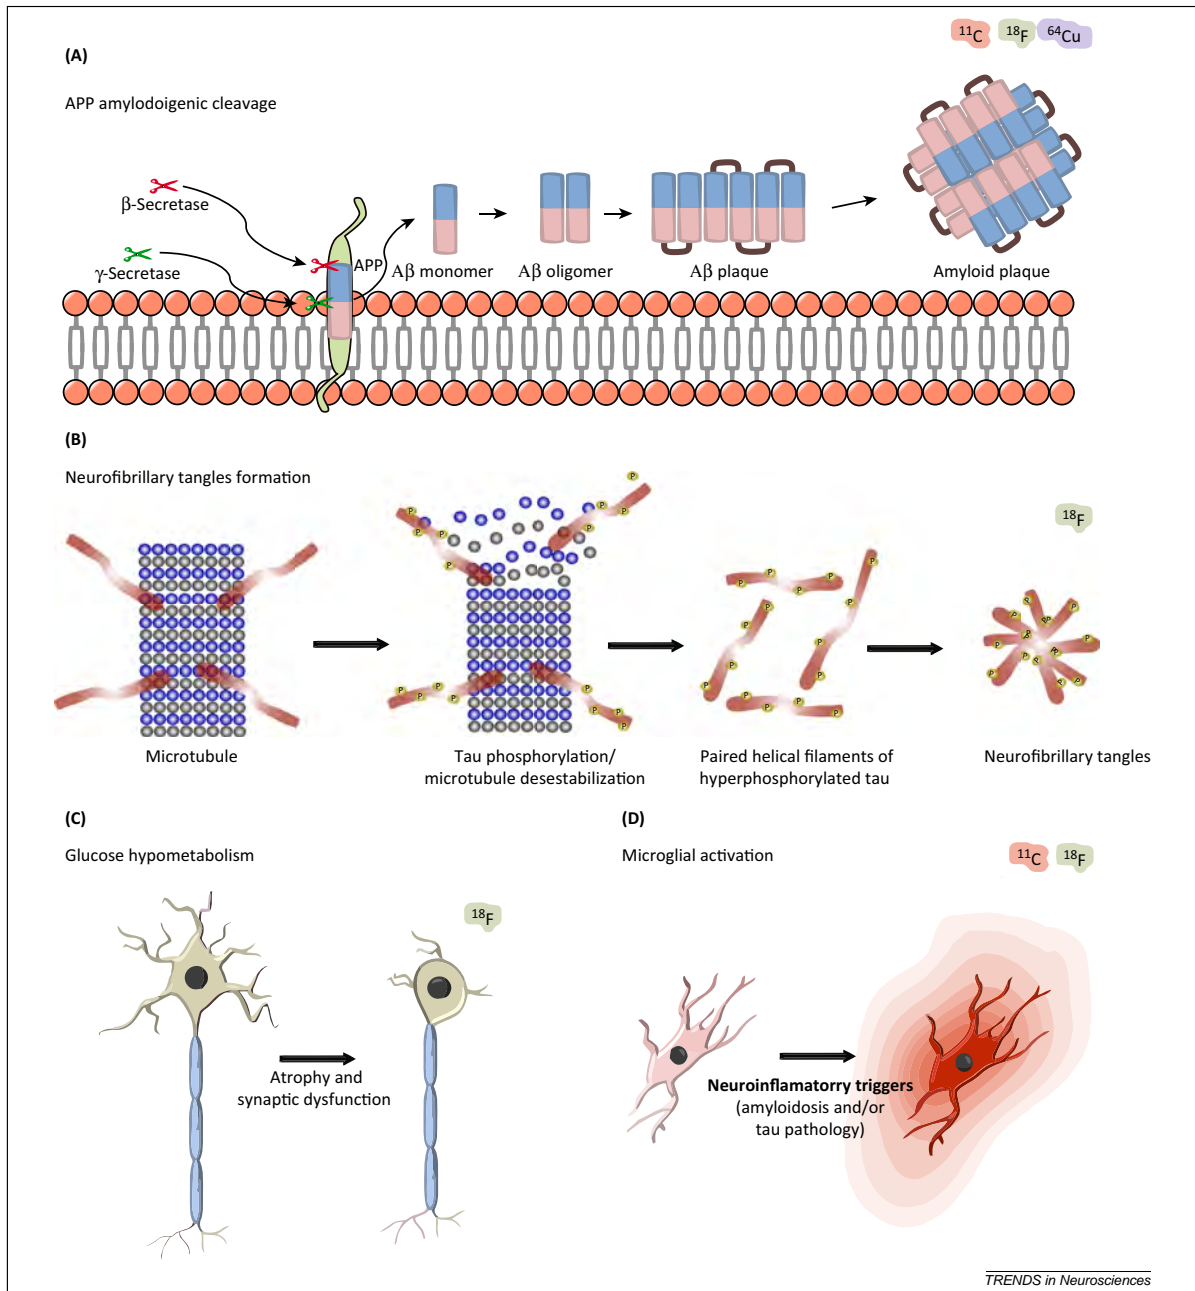 (A)
¹¹C ¹⁸F ⁶⁴Cu
APP amylodoigenic cleavage
β-Secretase
γ-Secretase
APP
Aβ monomer
Aβ oligomer
Aβ plaque
Amyloid plaque
(B)
Neurofibrillary tangles formation
¹⁸F
P P P P P P P P P P P P P P P P
P P P P P P P P P P P P
P P P P P P P P P P P P
Microtubule
Tau phosphorylation/
microtubule desestabilization
Paired helical filaments of
hyperphosphorylated tau
Neurofibrillary tangles
(C)
Glucose hypometabolism
¹⁸F
Atrophy and
synaptic dysfunction
(D)
Microglial activation
¹¹C ¹⁸F
Neuroinflamatorry triggers
(amyloidosis and/or
tau pathology)
TRENDS in Neurosciences